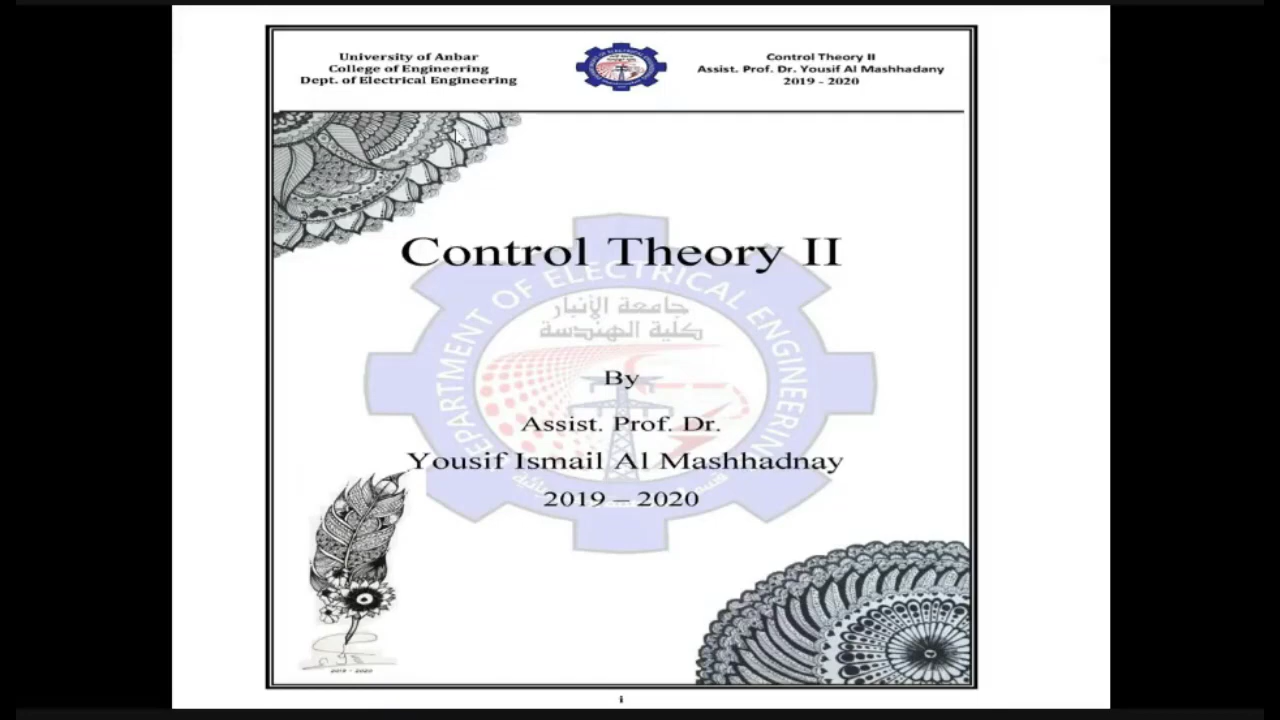 University of Anbar
College of Engineering
Dept. of Electrical Engineering
Control Theory II
Assist. Prof. Dr. Yousif Al Mashhadany
2019 - 2020
Control Theory II
DEPARTMENT OF ELECTRICAL ENGINEERING
جامعة الأنبار
كلية الهندسة
By
Assist. Prof. Dr.
Yousif Ismail Al Mashhadnay
2019 – 2020
2019 - 2020
i